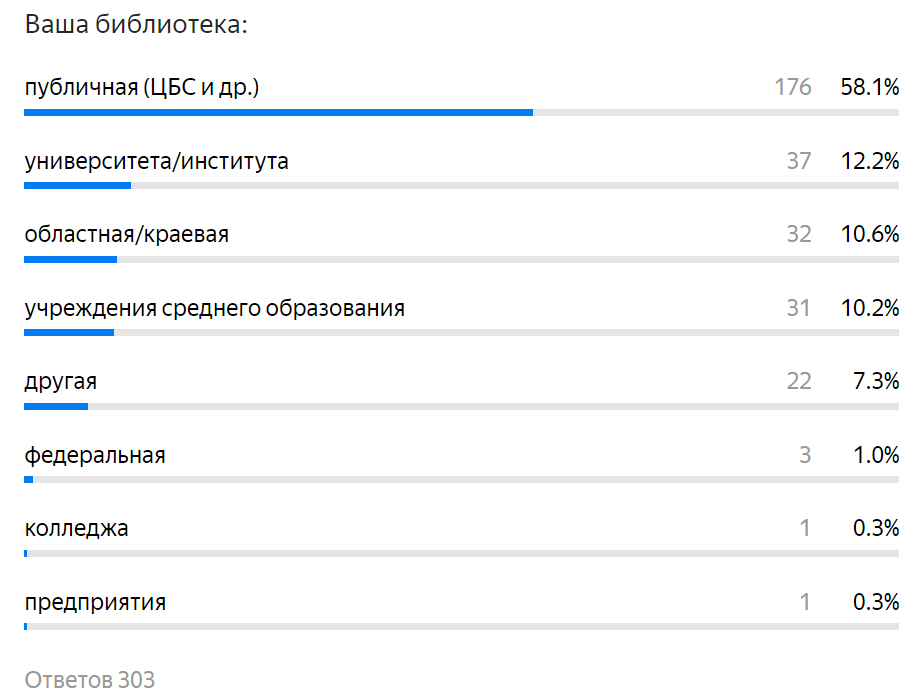 Ваша библиотека:
публичная (ЦБС и др.) 176 58.1%
университета/института 37 12.2%
областная/краевая 32 10.6%
учреждения среднего образования 31 10.2%
другая 22 7.3%
федеральная 3 1.0%
колледжа 1 0.3%
предприятия 1 0.3%
Ответов 303